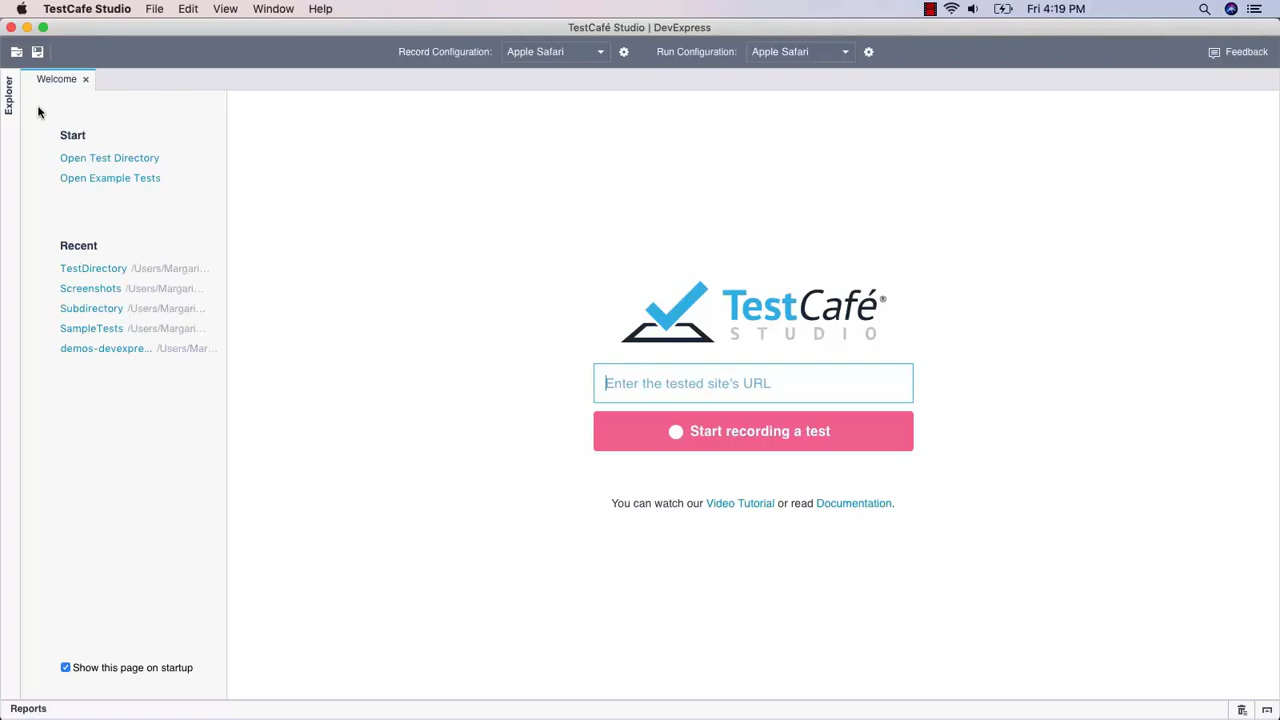 TestCafe Studio File Edit View Window Help Fri 4:19 PM
TestCafé Studio | DevExpress
Record Configuration: Apple Safari Run Configuration: Apple Safari Feedback
Explorer
Welcome
Start
Open Test Directory
Open Example Tests
Recent
TestDirectory /Users/Margari...
Screenshots /Users/Margari...
Subdirectory /Users/Margari...
SampleTests /Users/Margari...
demos-devexpre... /Users/Mar...
TestCafé®
STUDIO
Enter the tested site's URL
Start recording a test
You can watch our Video Tutorial or read Documentation.
Show this page on startup
Reports